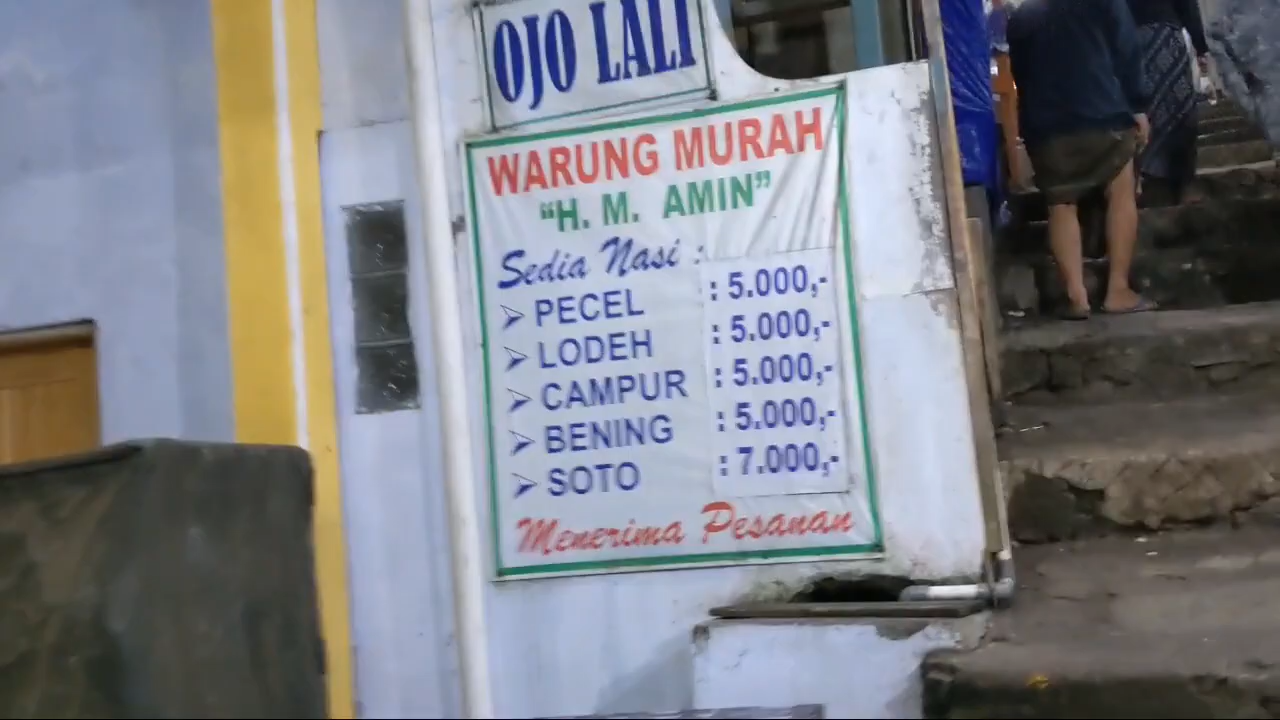 OJO LALI
WARUNG MURAH
“H. M. AMIN”
Sedia Nasi :
➢ PECEL : 5.000,-
➢ LODEH : 5.000,-
➢ CAMPUR : 5.000,-
➢ BENING : 5.000,-
➢ SOTO : 7.000,-
Menerima Pesanan